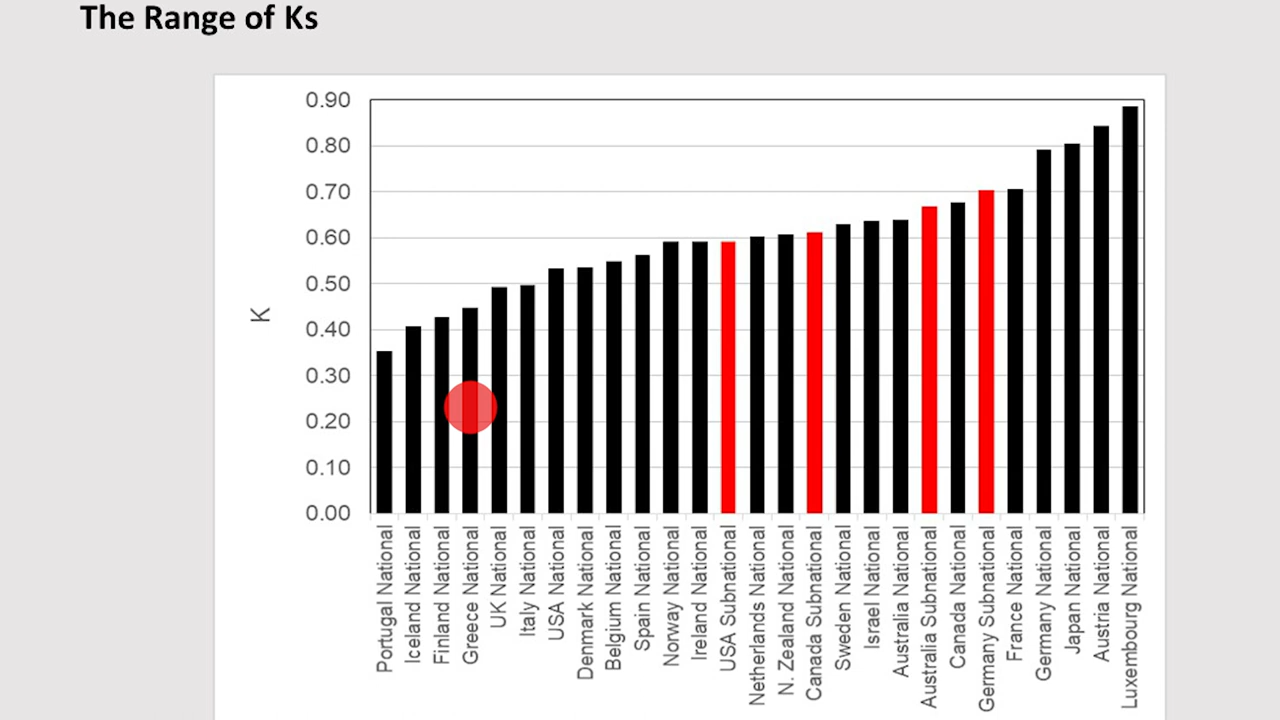 The Range of Ks
0.90
0.80
0.70
0.60
0.50
0.40
0.30
0.20
0.10
0.00
K
Portugal National
Iceland National
Finland National
Greece National
UK National
Italy National
USA National
Denmark National
Belgium National
Spain National
Norway National
Ireland National
USA Subnational
Netherlands National
N. Zealand National
Canada Subnational
Sweden National
Israel National
Australia National
Australia Subnational
Canada National
Germany Subnational
France National
Germany National
Japan National
Austria National
Luxembourg National